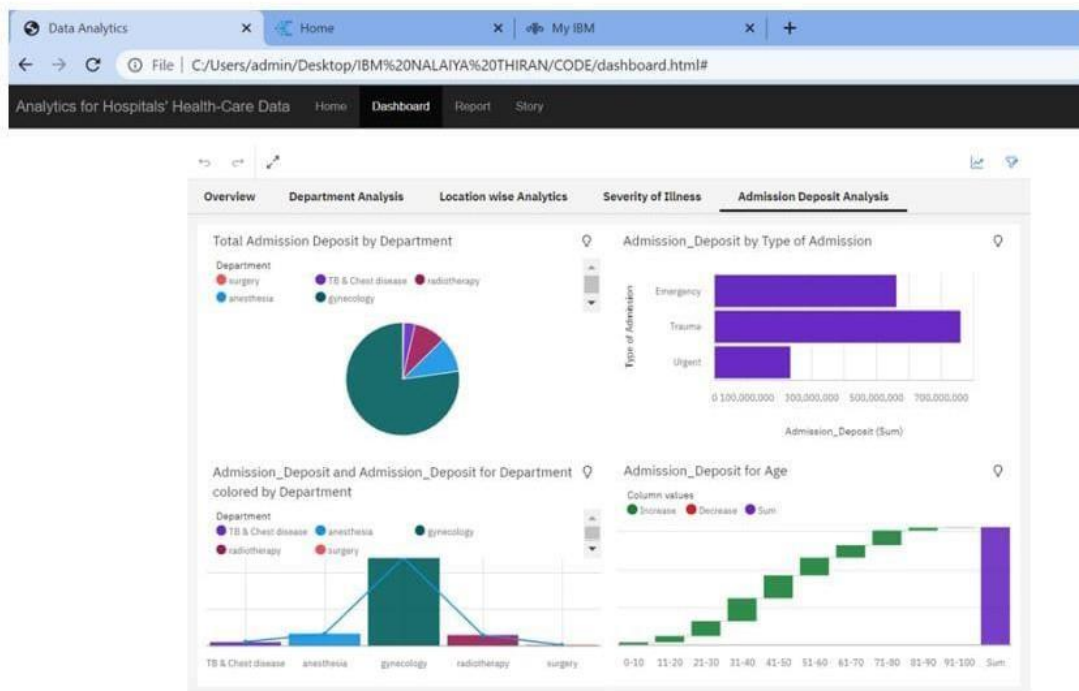 Data Analytics
Home
My IBM
File | C:/Users/admin/Desktop/IBM%20NALAIYA%20THIRAN/CODE/dashboard.html#
Analytics for Hospitals' Health-Care Data Home Dashboard Report Story
Overview Department Analysis Location wise Analytics Severity of Illness Admission Deposit Analysis
Total Admission Deposit by Department
Department
surgery TB & Chest disease radiotherapy
anesthesia gynecology
Admission_Deposit by Type of Admission
Type of Admission
Emergency
Trauma
Urgent
0 100,000,000 300,000,000 500,000,000 700,000,000
Admission_Deposit (Sum)
Admission_Deposit and Admission_Deposit for Department
colored by Department
Department
TB & Chest disease anesthesia gynecology
radiotherapy surgery
TB & Chest disease anesthesia gynecology radiotherapy surgery
Admission_Deposit for Age
Column values
Increase Decrease Sum
0-10 11-20 21-30 31-40 41-50 51-60 61-70 71-80 81-90 91-100 Sum